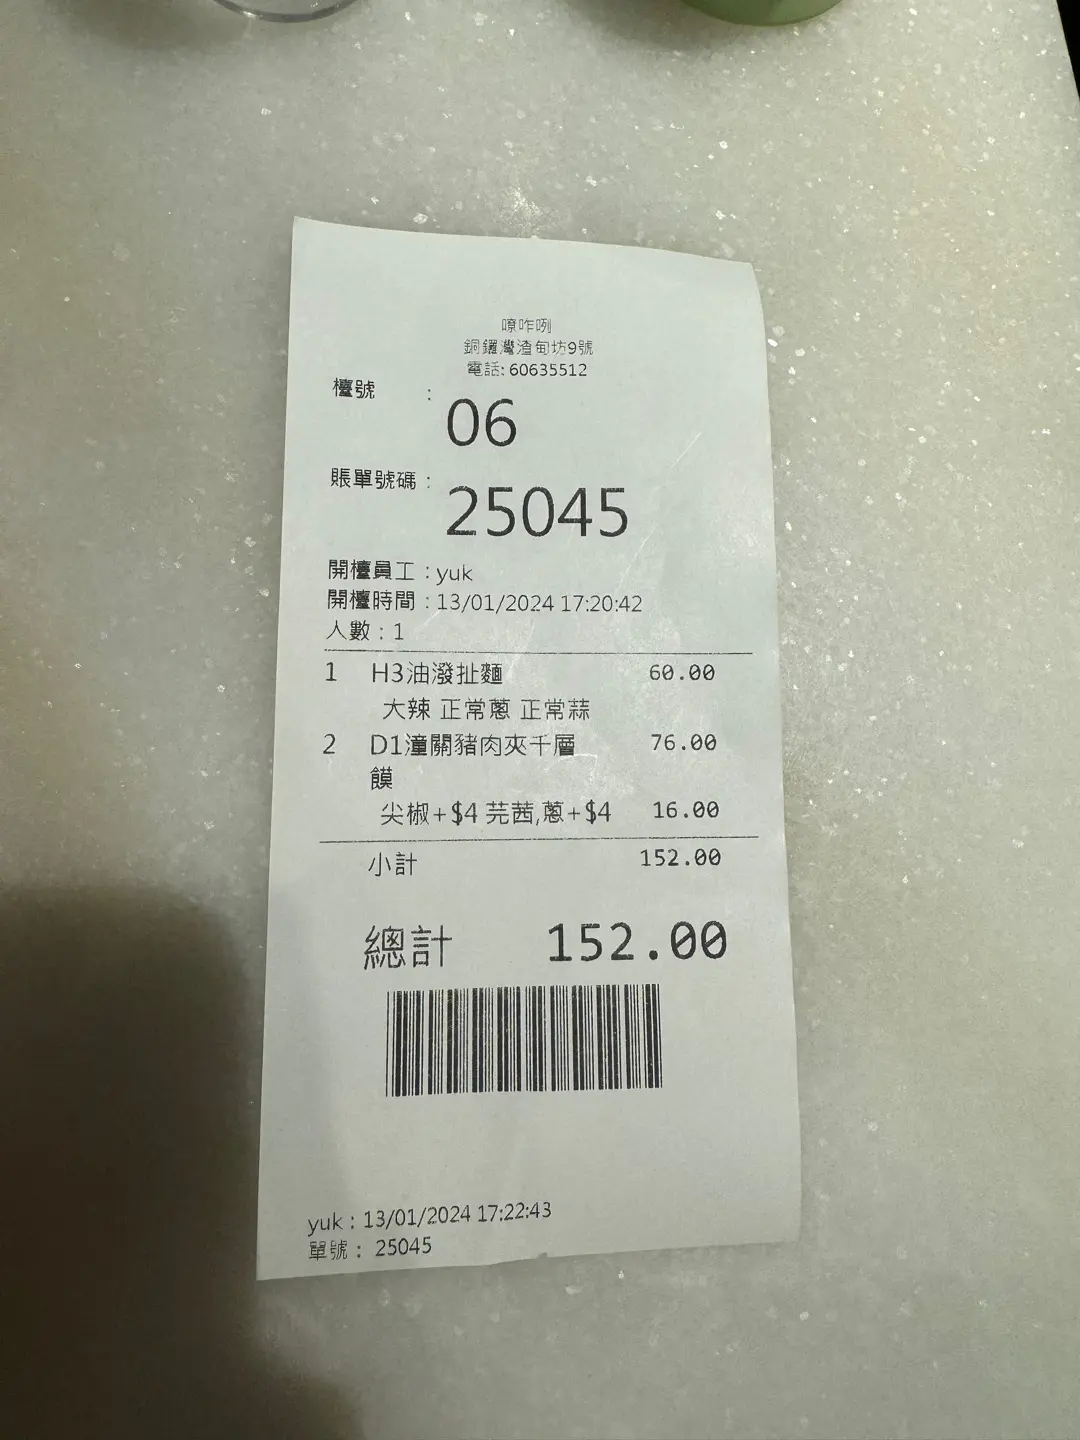 嘹咋咧
銅鑼灣渣甸坊9號
電話: 60635512
檯號 : 06
賬單號碼 : 25045
開檯員工 : yuk
開檯時間 : 13/01/2024 17:20:42
人數 : 1
1 H3油潑扯麵 60.00
大辣 正常蔥 正常蒜
2 D1潼關豬肉夾千層 76.00
饃
尖椒+$4 芫茜,蔥+$4 16.00
小計 152.00
總計 152.00
yuk : 13/01/2024 17:22:43
單號 : 25045